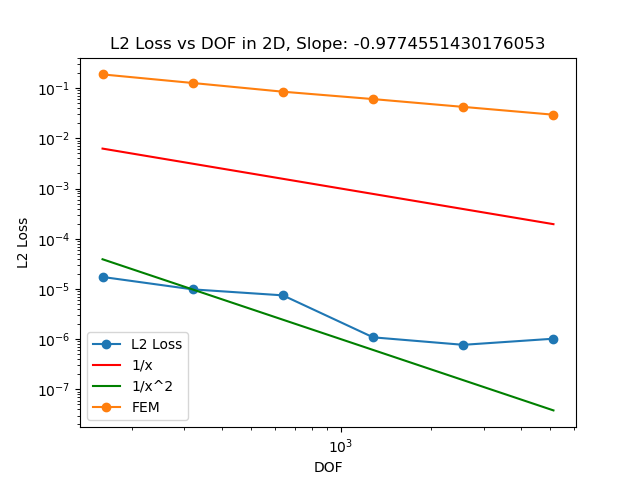 L2 Loss vs DOF in 2D, Slope: -0.9774551430176053
L2 Loss
10^-1
10^-2
10^-3
10^-4
10^-5
10^-6
10^-7
L2 Loss
1/x
1/x^2
FEM
10^3
DOF